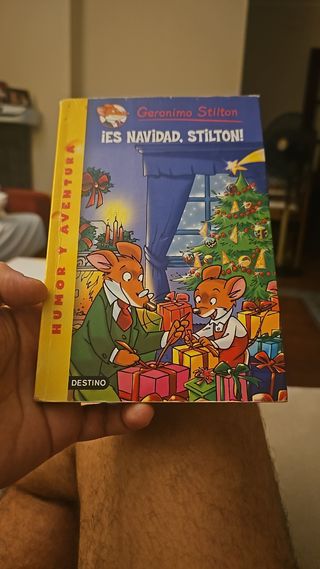 Geronimo Stilton
¡ES NAVIDAD, STILTON!
HUMOR Y AVENTURA
DESTINO